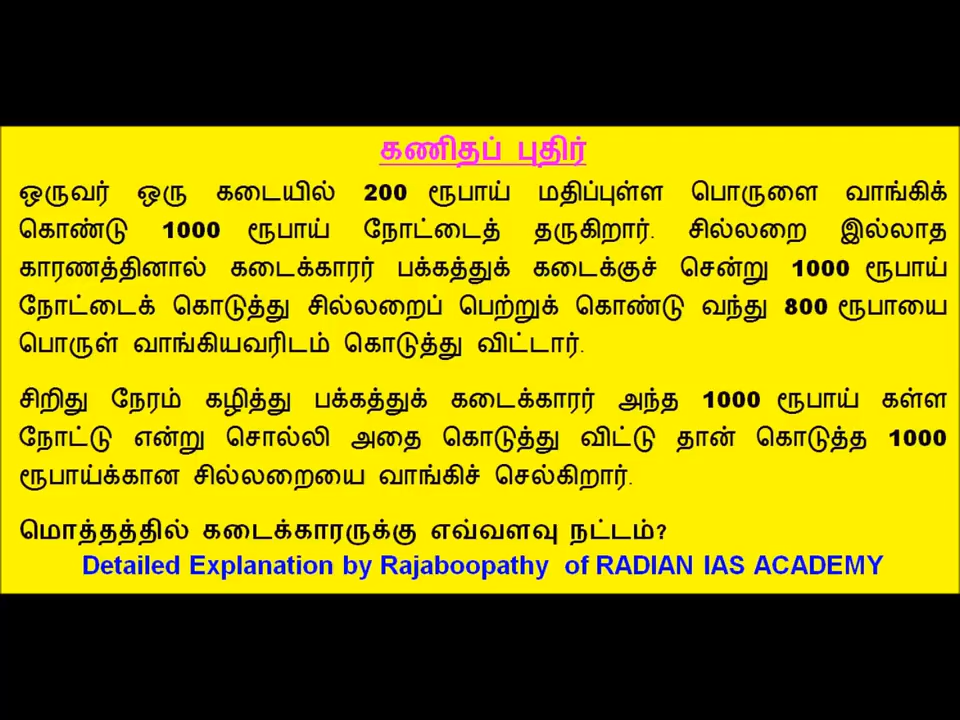 கணிதப் புதிர்
ஒருவர் ஒரு கடையில் 200 ரூபாய் மதிப்புள்ள பொருளை வாங்கிக்
கொண்டு 1000 ரூபாய் நோட்டைத் தருகிறார். சில்லறை இல்லாத
காரணத்தினால் கடைக்காரர் பக்கத்துக் கடைக்குச் சென்று 1000 ரூபாய்
நோட்டைக் கொடுத்து சில்லறைப் பெற்றுக் கொண்டு வந்து 800 ரூபாயை
பொருள் வாங்கியவரிடம் கொடுத்து விட்டார்.
சிறிது நேரம் கழித்து பக்கத்துக் கடைக்காரர் அந்த 1000 ரூபாய் கள்ள
நோட்டு என்று சொல்லி அதை கொடுத்து விட்டு தான் கொடுத்த 1000
ரூபாய்க்கான சில்லறையை வாங்கிச் செல்கிறார்.
மொத்தத்தில் கடைக்காரருக்கு எவ்வளவு நட்டம்?
Detailed Explanation by Rajaboopathy of RADIAN IAS ACADEMY